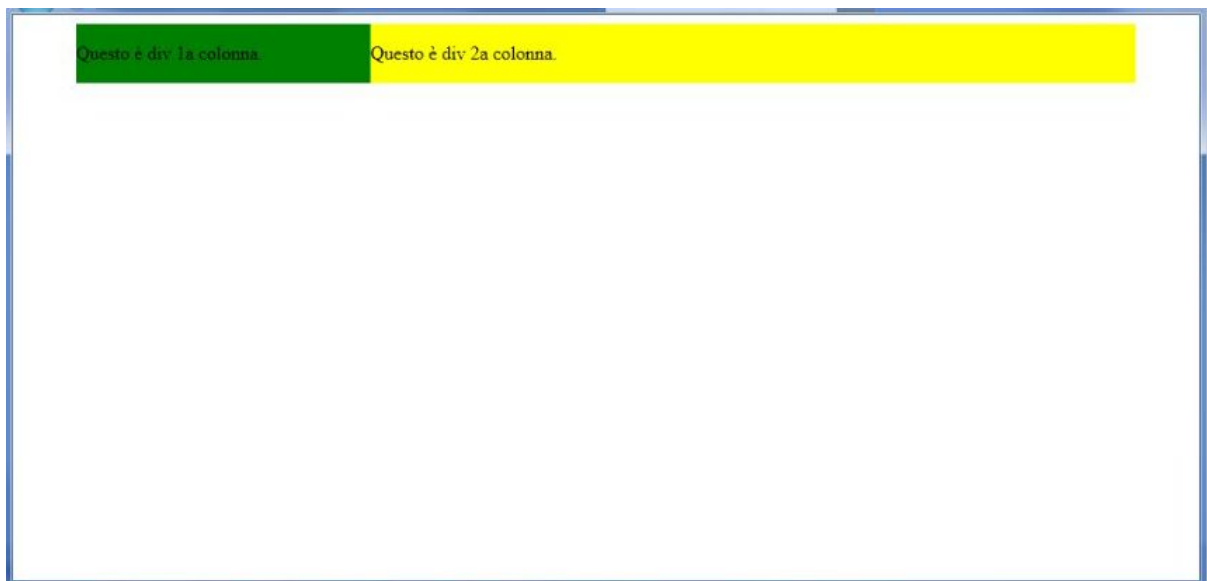 Questo è div 1a colonna.
Questo è div 2a colonna.